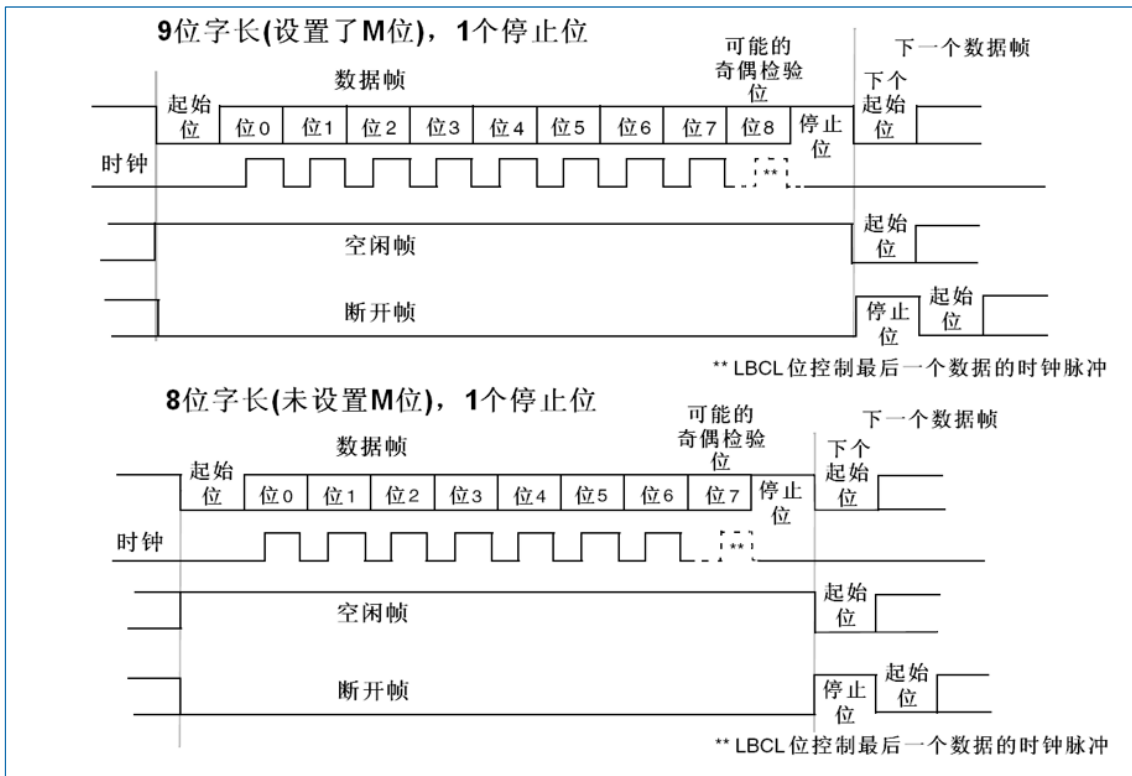 9位字长(设置了M位)，1个停止位
下一个数据帧
数据帧
可能的
奇偶检验
位
起始
位
位0
位1
位2
位3
位4
位5
位6
位7
位8
停止
位
下个
起始
位
时钟
**
空闲帧
起始
位
断开帧
停止
位
起始
位
** LBCL位控制最后一个数据的时钟脉冲
8位字长(未设置M位)，1个停止位
下一个数据帧
数据帧
可能的
奇偶检验
位
起始
位
位0
位1
位2
位3
位4
位5
位6
位7
停止
位
下个
起始
位
时钟
**
空闲帧
起始
位
断开帧
停止
位
起始
位
** LBCL位控制最后一个数据的时钟脉冲